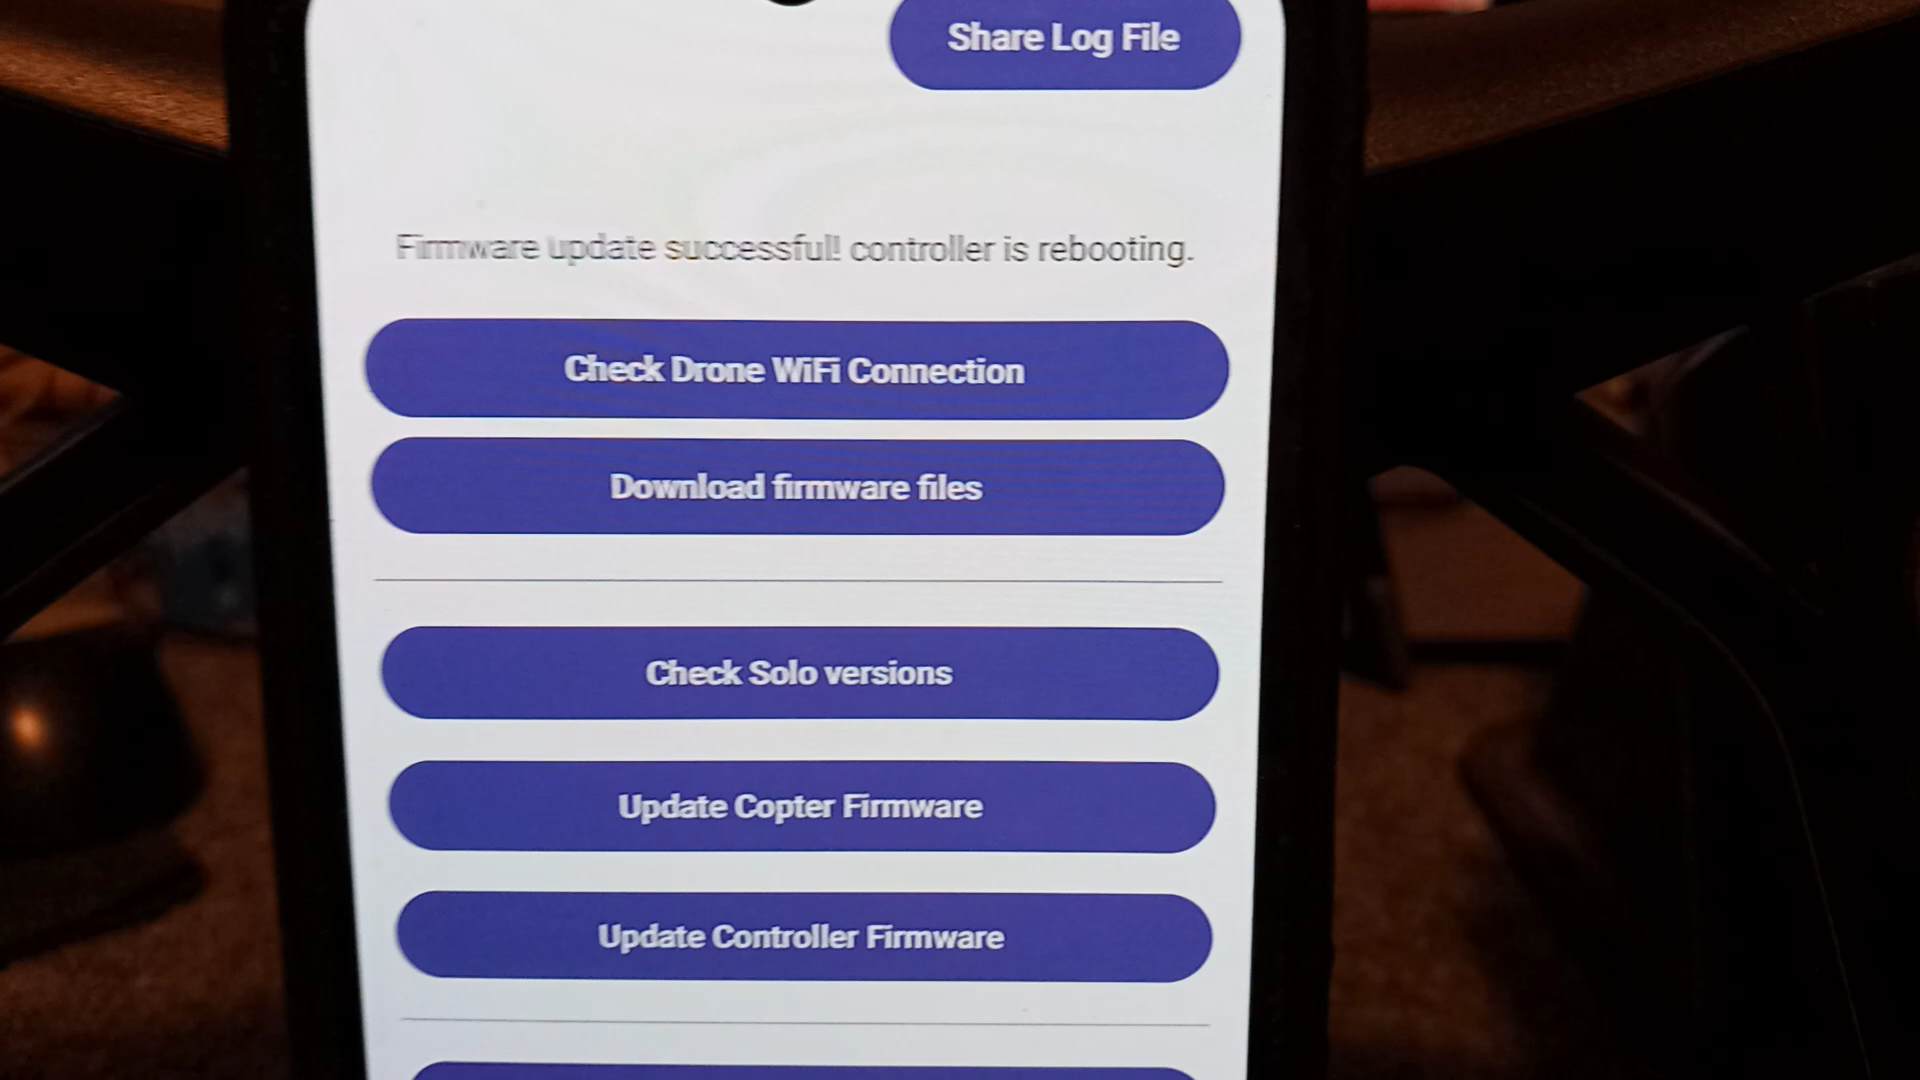 Share Log File
Firmware update successful! controller is rebooting.
Check Drone WiFi Connection
Download firmware files
Check Solo versions
Update Copter Firmware
Update Controller Firmware